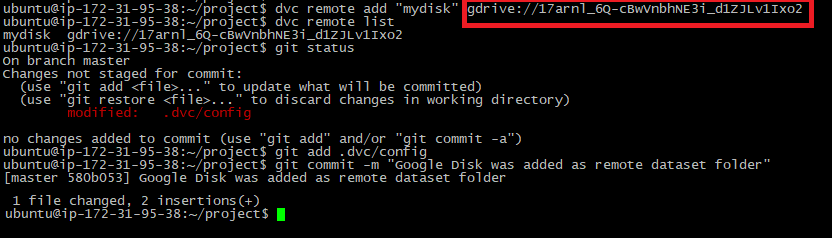 ubuntu@ip-172-31-95-38:~/project$ dvc remote add "mydisk" gdrive://17arnl_6Q-cBwVnbhNE3i_d1ZJLv1Ixo2
ubuntu@ip-172-31-95-38:~/project$ dvc remote list
mydisk  gdrive://17arnl_6Q-cBwVnbhNE3i_d1ZJLv1Ixo2
ubuntu@ip-172-31-95-38:~/project$ git status
On branch master
Changes not staged for commit:
  (use "git add <file>..." to update what will be committed)
  (use "git restore <file>..." to discard changes in working directory)
        modified:   .dvc/config
no changes added to commit (use "git add" and/or "git commit -a")
ubuntu@ip-172-31-95-38:~/project$ git add .dvc/config
ubuntu@ip-172-31-95-38:~/project$ git commit -m "Google Disk was added as remote dataset folder"
[master 580b053] Google Disk was added as remote dataset folder
 1 file changed, 2 insertions(+)
ubuntu@ip-172-31-95-38:~/project$